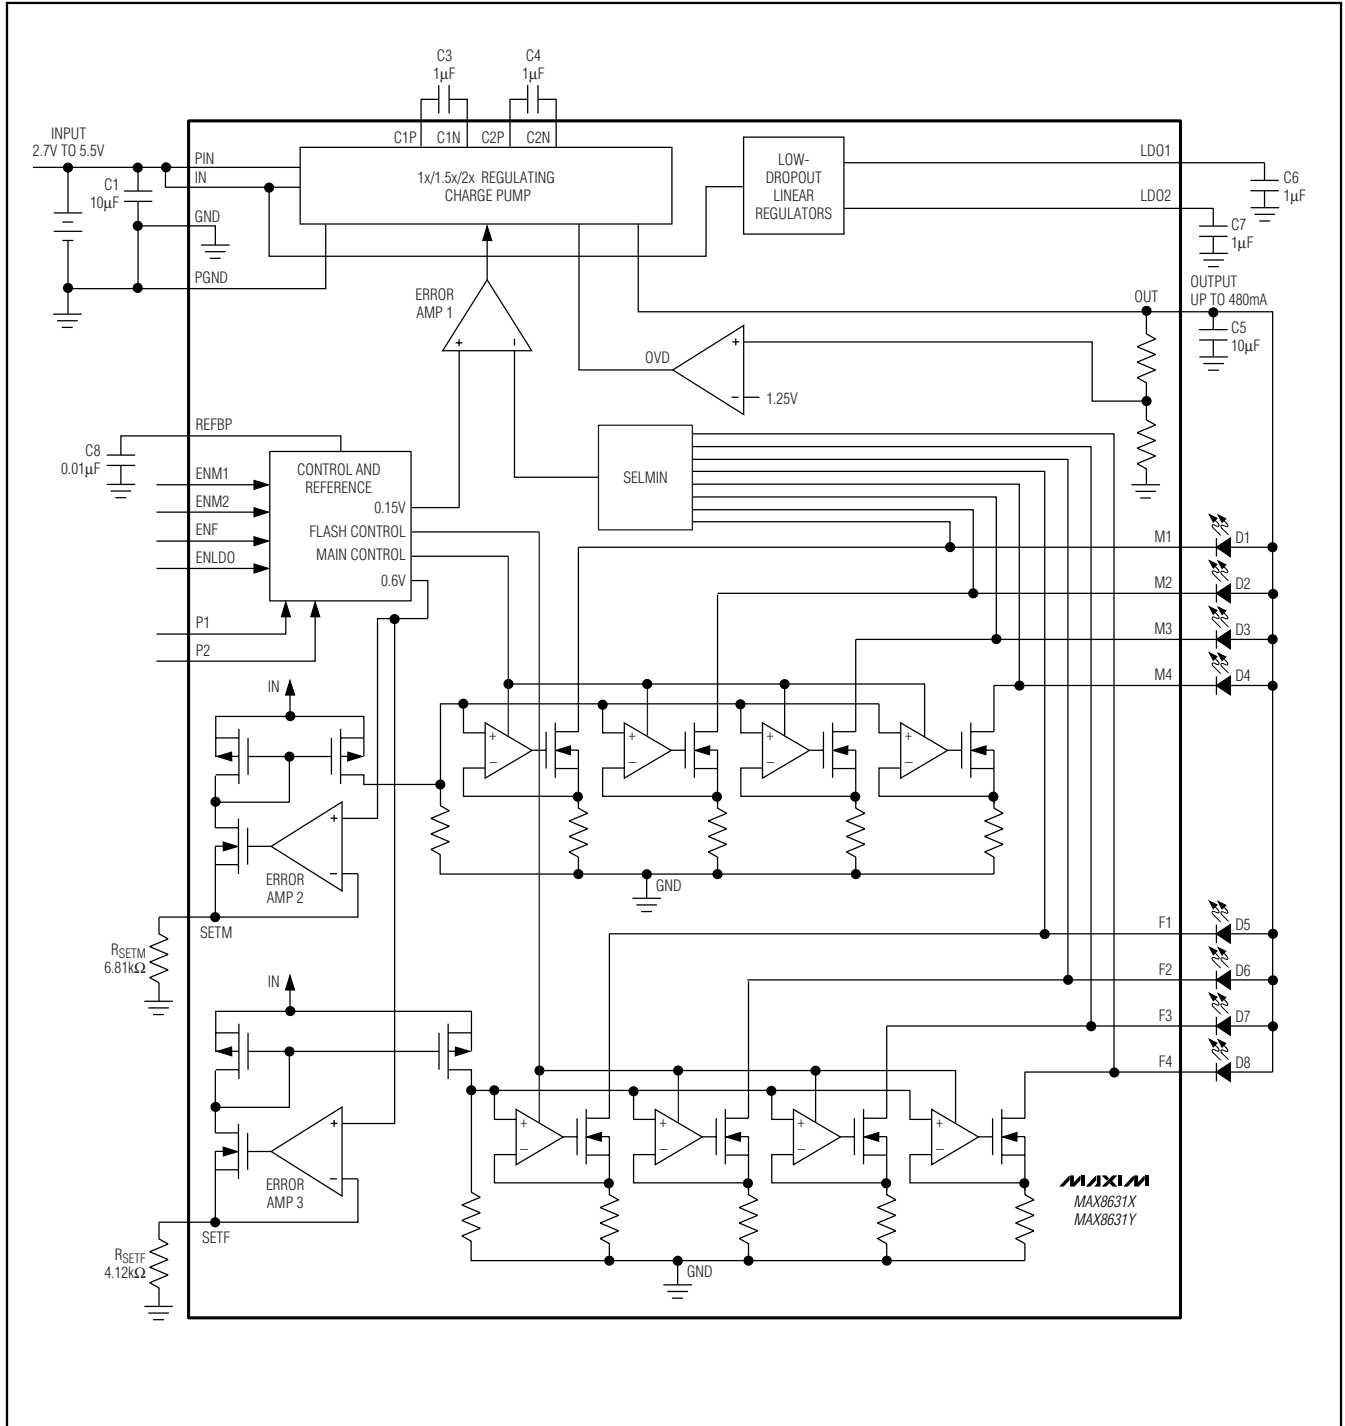 C3
1µF
C4
1µF
INPUT
2.7V TO 5.5V
C1P
C1N
C2P
C2N
PIN
IN
C1
10µF
GND
PGND
1x/1.5x/2x REGULATING
CHARGE PUMP
LOW-
DROPOUT
LINEAR
REGULATORS
LDO1
C6
1µF
LDO2
C7
1µF
ERROR
AMP 1
+
−
OUT
OUTPUT
UP TO 480mA
C5
10µF
OVD
+
−
1.25V
REFBP
C8
0.01µF
CONTROL AND
REFERENCE
0.15V
FLASH CONTROL
MAIN CONTROL
0.6V
ENM1
ENM2
ENF
ENLDO
P1
P2
SELMIN
M1
D1
M2
D2
M3
D3
M4
D4
IN
+
−
+
−
+
−
+
−
+
−
ERROR
AMP 2
GND
SETM
RSETM
6.81kΩ
F1
D5
F2
D6
F3
D7
F4
D8
IN
+
−
+
−
+
−
+
−
+
−
ERROR
AMP 3
SETF
RSETF
4.12kΩ
GND
MAXIM
MAX8631X
MAX8631Y